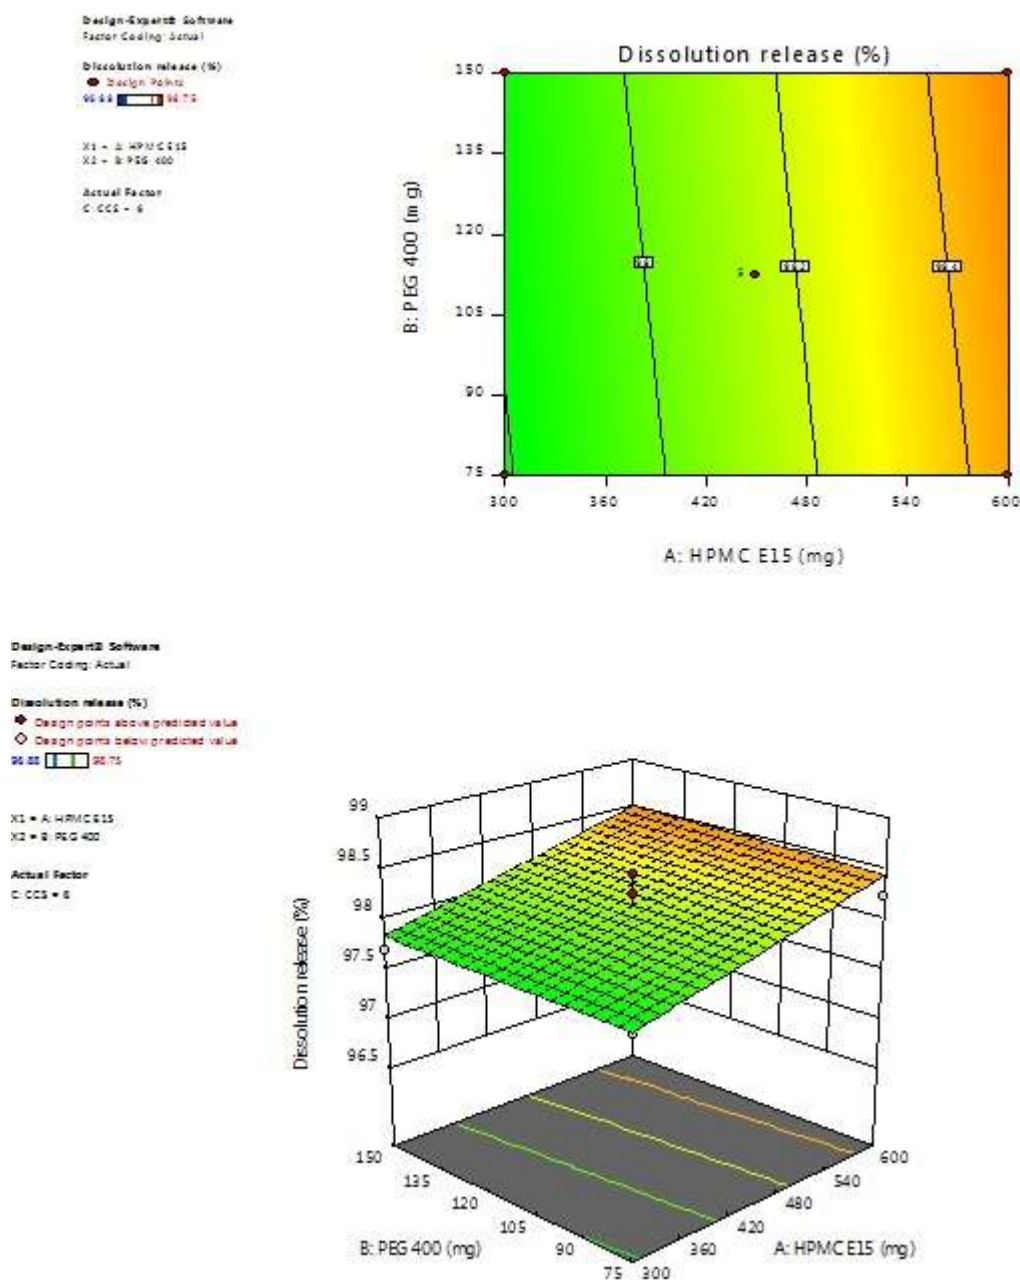 Design-Expert® Software
Factor Coding: Actual
Dissolution release (%)
Design Points
98.75
X1 = A: HPMC E15
X2 = B: PEG 400
Actual Factor
C: CCS = 6
Dissolution release (%)
150
135
120
105
90
75
B: PEG 400 (mg)
300 360 420 480 540 600
A: HPMC E15 (mg)
Design-Expert® Software
Factor Coding: Actual
Dissolution release (%)
Design points above predicted value
Design points below predicted value
96.88 98.75
X1 = A: HPMC E15
X2 = B: PEG 400
Actual Factor
C: CCS = 6
99
98.5
98
97.5
97
96.5
Dissolution release (%)
150 600
135 540
120 480
105 420
90 360
75 300
B: PEG 400 (mg) A: HPMC E15 (mg)